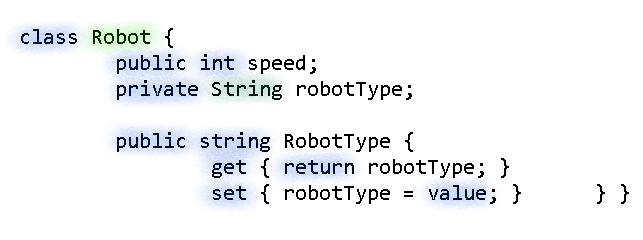 class Robot {
public int speed;
private String robotType;
public string RobotType {
get { return robotType; }
set { robotType = value; } } }